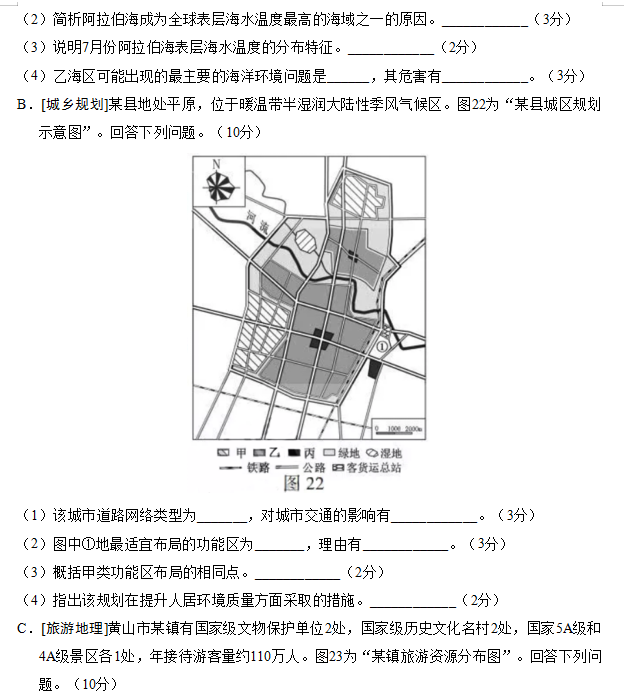 （2）简析阿拉伯海成为全球表层海水温度最高的海域之一的原因。____________（3分）
（3）说明7月份阿拉伯海表层海水温度的分布特征。____________（2分）
（4）乙海区可能出现的最主要的海洋环境问题是______，其危害有____________。（3分）
B．[城乡规划]某县地处平原，位于暖温带半湿润大陆性季风气候区。图22为“某县城区规划
示意图”。回答下列问题。（10分）
N
河流
①
0 1000 2000m
甲 乙 丙 绿地 湿地
铁路 公路 客货运总站
图 22
（1）该城市道路网络类型为_______，对城市交通的影响有____________。（3分）
（2）图中①地最适宜布局的功能区为_______，理由有____________。（3分）
（3）概括甲类功能区布局的相同点。____________（2分）
（4）指出该规划在提升人居环境质量方面采取的措施。____________（2分）
C．[旅游地理]黄山市某镇有国家级文物保护单位2处，国家级历史文化名村2处，国家5A级和
4A级景区各1处，年接待游客量约110万人。图23为“某镇旅游资源分布图”。回答下列问
题。（10分）